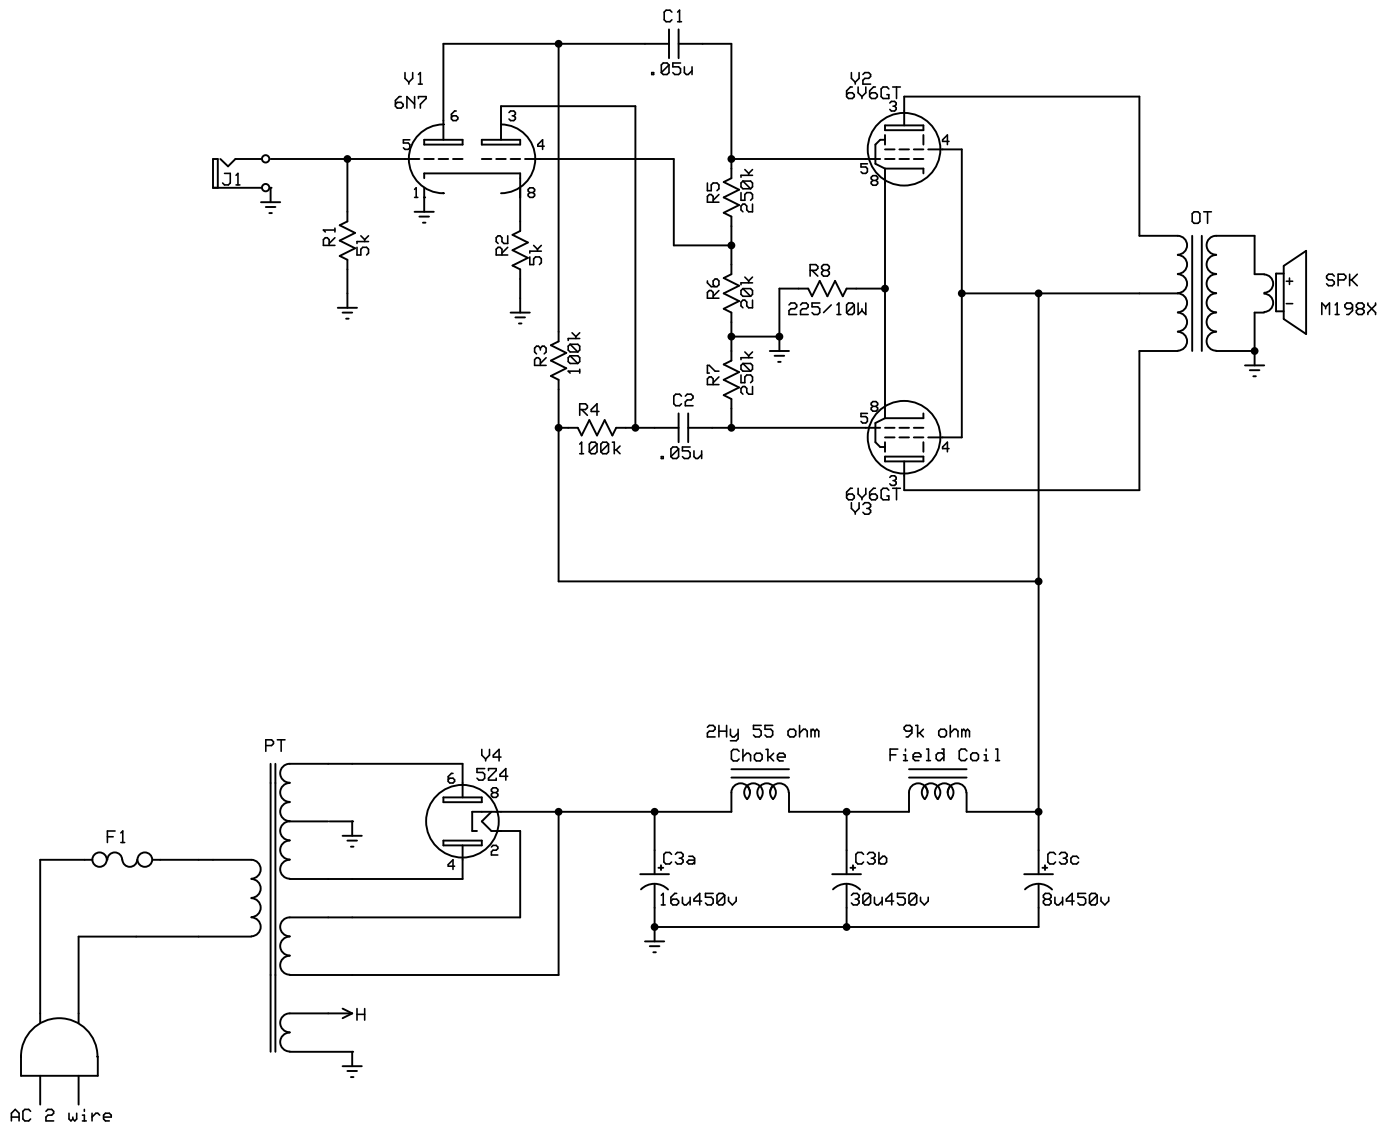 C1
.05u
V1
6N7
6
3
5
4
1
8
J1
R1
5k
R2
5k
R3
100k
R4
100k
C2
.05u
R5
250k
R6
20k
R7
250k
R8
225/10W
V2
6V6GT
3
4
5
8
8
5
4
3
6V6GT
V3
OT
+
-
SPK
M198X
PT
F1
AC 2 wire
H
V4
5Z4
6
8
4
2
2Hy 55 ohm
Choke
9k ohm
Field Coil
+
C3a
16u450v
+
C3b
30u450v
+
C3c
8u450v